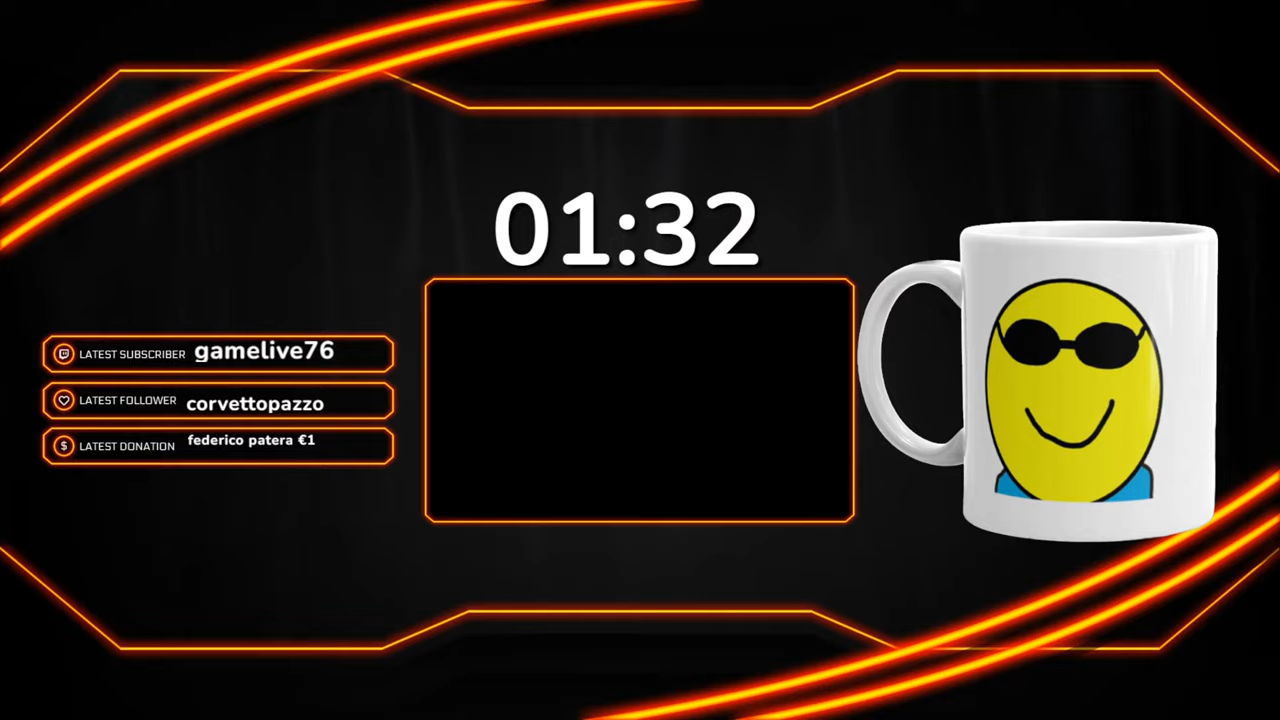 01:32
LATEST SUBSCRIBER gamelive76
LATEST FOLLOWER corvettopazzo
$ LATEST DONATION federico patera €1